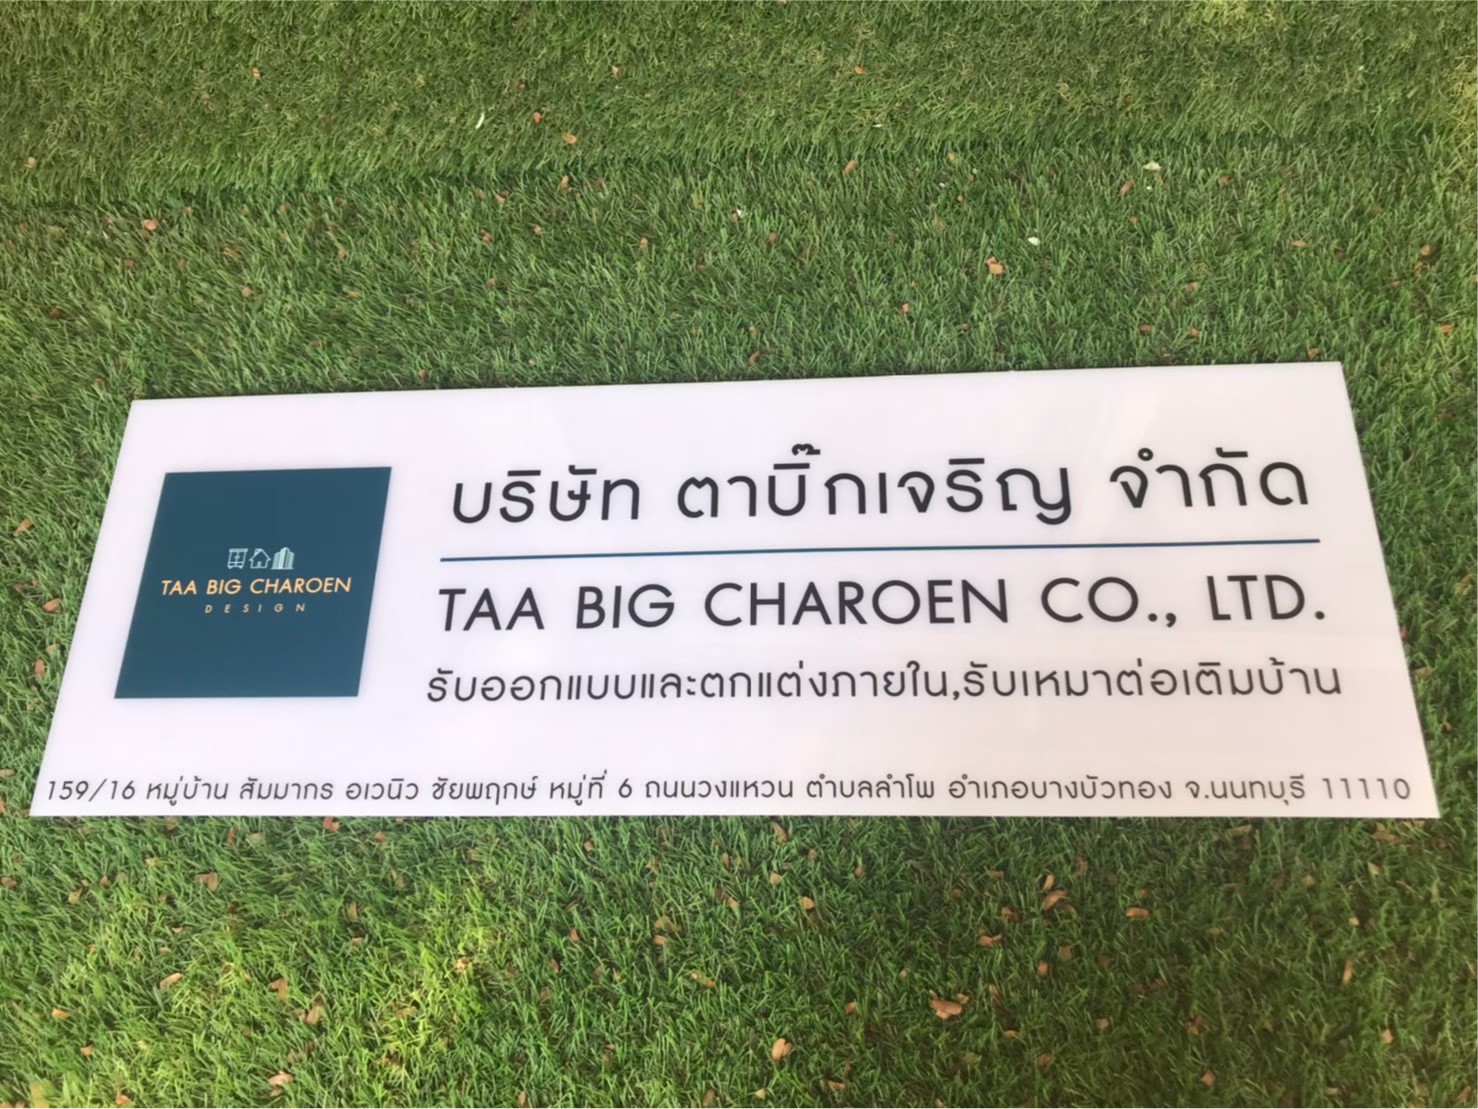 TAA BIG CHAROEN
DESIGN
บริษัท ตาบิ๊กเจริญ จำกัด
TAA BIG CHAROEN CO., LTD.
รับออกแบบและตกแต่งภายใน,รับเหมาต่อเติมบ้าน
159/16 หมู่บ้าน สัมมากร อเวนิว ชัยพฤกษ์ หมู่ที่ 6 ถนนวงแหวน ตำบลลำโพ อำเภอบางบัวทอง จ.นนทบุรี 11110